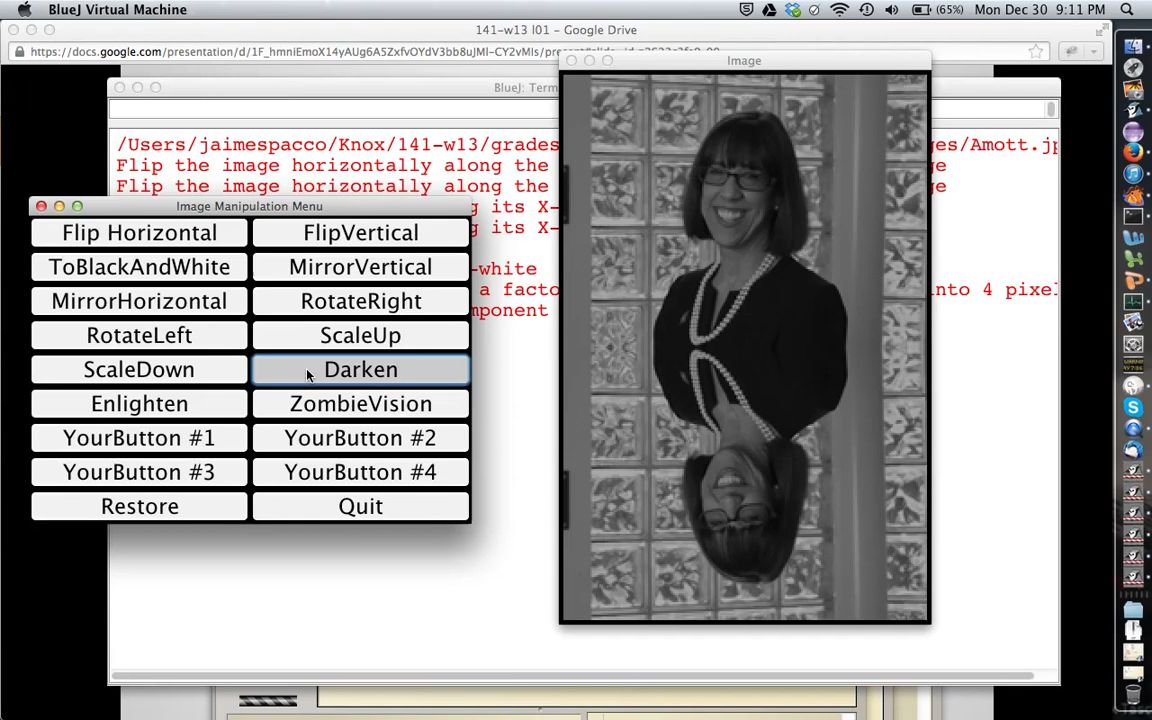 BlueJ Virtual Machine
(65%) Mon Dec 30 9:11 PM
141-w13 l01 - Google Drive
https://docs.google.com/presentation/d/1F_
Image
BlueJ: Term
/Users/jaimespacco/Knox/141-w13/grades
ges/Amott.jp
Flip the image horizontally along the
ge
Flip the image horizontally along the
ge
Image Manipulation Menu
g its X-
g its X-
-white
a facto
into 4 pixel
mponent
Flip Horizontal
FlipVertical
ToBlackAndWhite
MirrorVertical
MirrorHorizontal
RotateRight
RotateLeft
ScaleUp
ScaleDown
Darken
Enlighten
ZombieVision
YourButton #1
YourButton #2
YourButton #3
YourButton #4
Restore
Quit